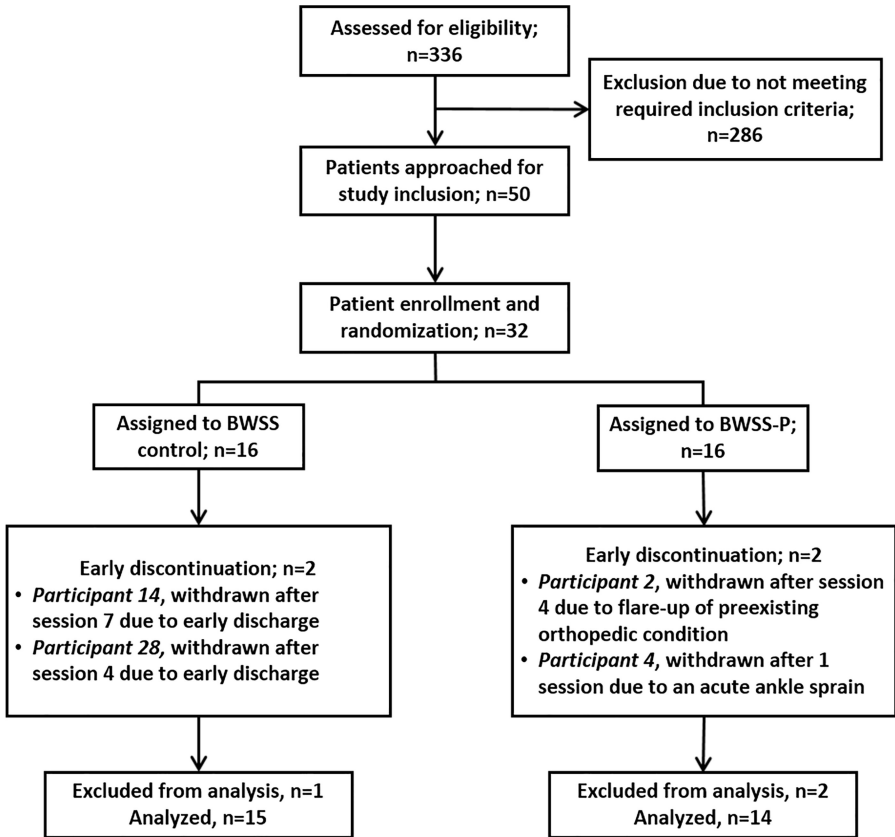 Assessed for eligibility;
n=336
Exclusion due to not meeting
required inclusion criteria;
n=286
Patients approached for
study inclusion; n=50
Patient enrollment and
randomization; n=32
Assigned to BWSS
control; n=16
Assigned to BWSS-P;
n=16
Early discontinuation; n=2
• Participant 14, withdrawn after
session 7 due to early discharge
• Participant 28, withdrawn after
session 4 due to early discharge
Early discontinuation; n=2
• Participant 2, withdrawn after session
4 due to flare-up of preexisting
orthopedic condition
• Participant 4, withdrawn after 1
session due to an acute ankle sprain
Excluded from analysis, n=1
Analyzed, n=15
Excluded from analysis, n=2
Analyzed, n=14